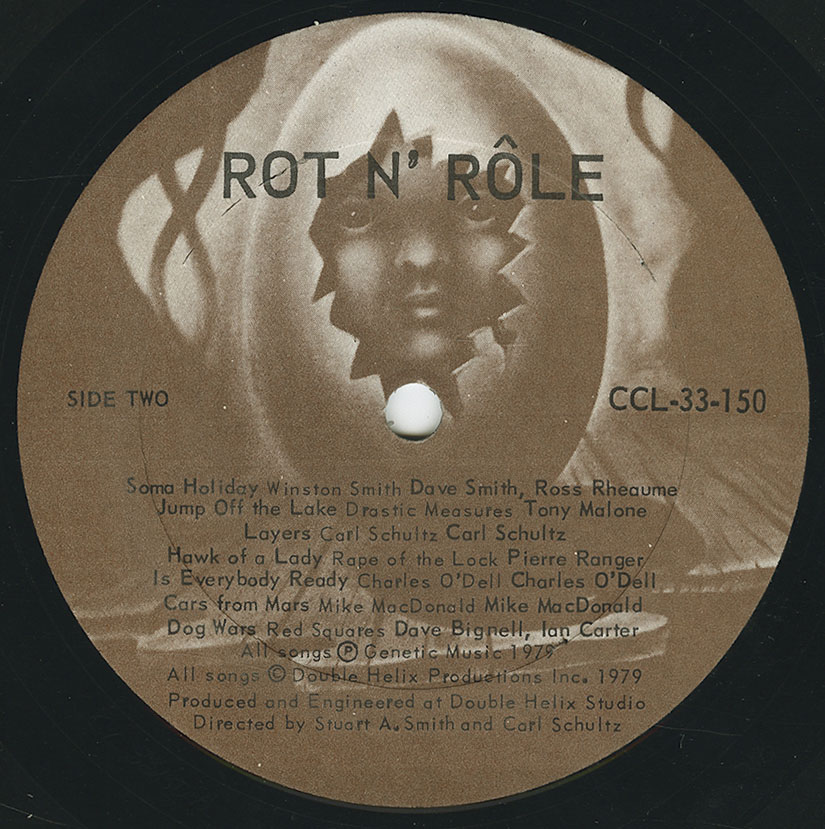 ROT N' RÔLE
SIDE TWO
CCL-33-150
Soma Holiday Winston Smith Dave Smith, Ross Rheaume
Jump Off the Lake Drastic Measures Tony Malone
Layers Carl Schultz Carl Schultz
Hawk of a Lady Rape of the Lock Pierre Ranger
Is Everybody Ready Charles O'Dell Charles O'Dell
Cars from Mars Mike MacDonald Mike MacDonald
Dog Wars Red Squares Dave Bignell, Ian Carter
All songs ℗ Genetic Music 1979
All songs © Double Helix Productions Inc. 1979
Produced and Engineered at Double Helix Studio
Directed by Stuart A. Smith and Carl Schultz